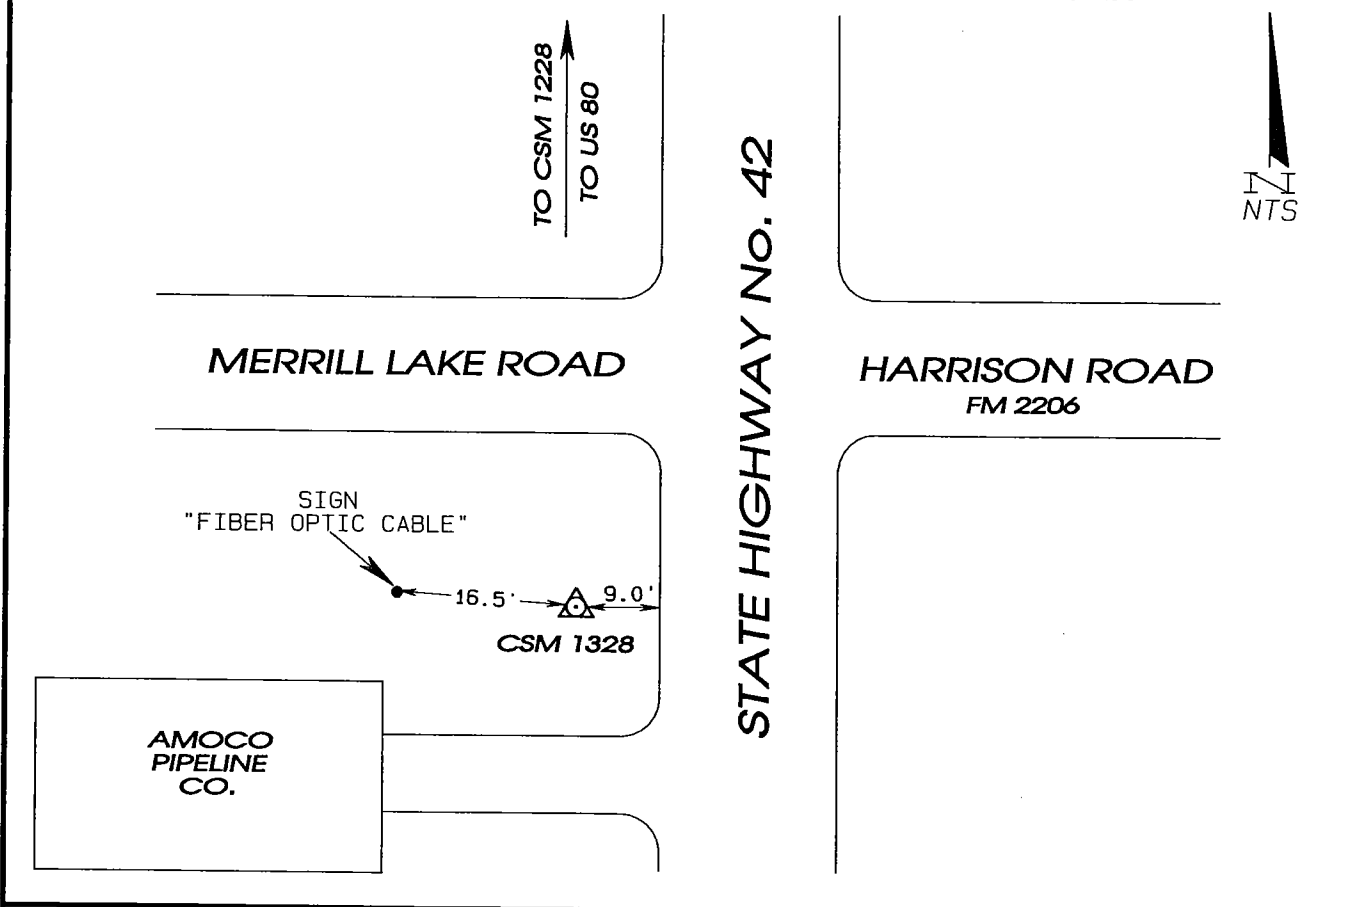 TO CSM 1228
TO US 80
N
NTS
STATE HIGHWAY No. 42
MERRILL LAKE ROAD
HARRISON ROAD
FM 2206
SIGN
"FIBER OPTIC CABLE"
16.5'
9.0'
CSM 1328
AMOCO
PIPELINE
CO.